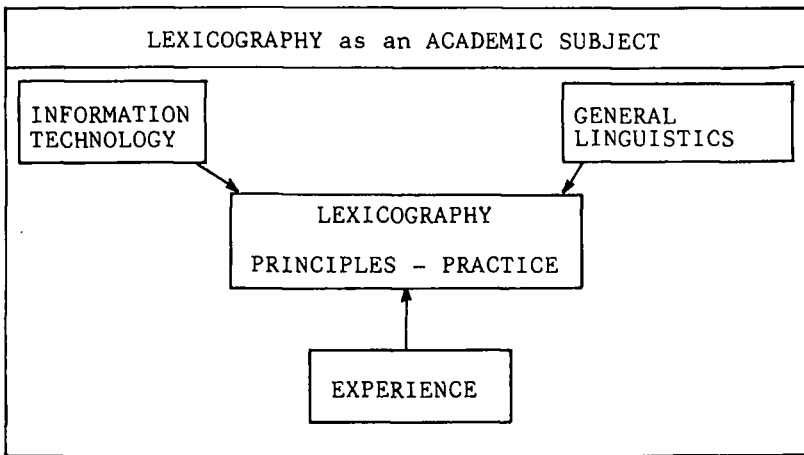 LEXICOGRAPHY as an ACADEMIC SUBJECT
INFORMATION
TECHNOLOGY
GENERAL
LINGUISTICS
LEXICOGRAPHY
PRINCIPLES - PRACTICE
EXPERIENCE